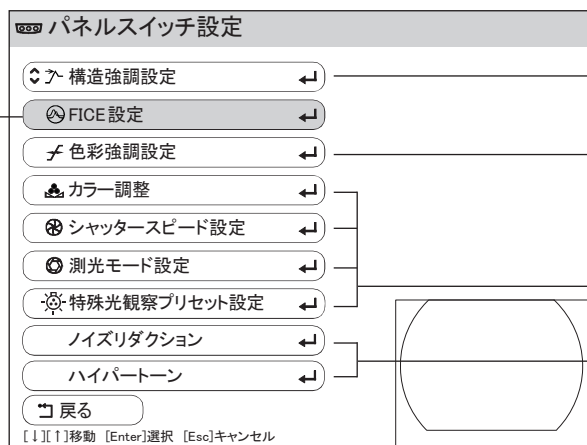 パネルスイッチ設定
構造強調設定
FICE設定
色彩強調設定
カラー調整
シャッタースピード設定
測光モード設定
特殊光観察プリセット設定
ノイズリダクション
ハイパートーン
戻る
[↓][↑]移動 [Enter]選択 [Esc]キャンセル